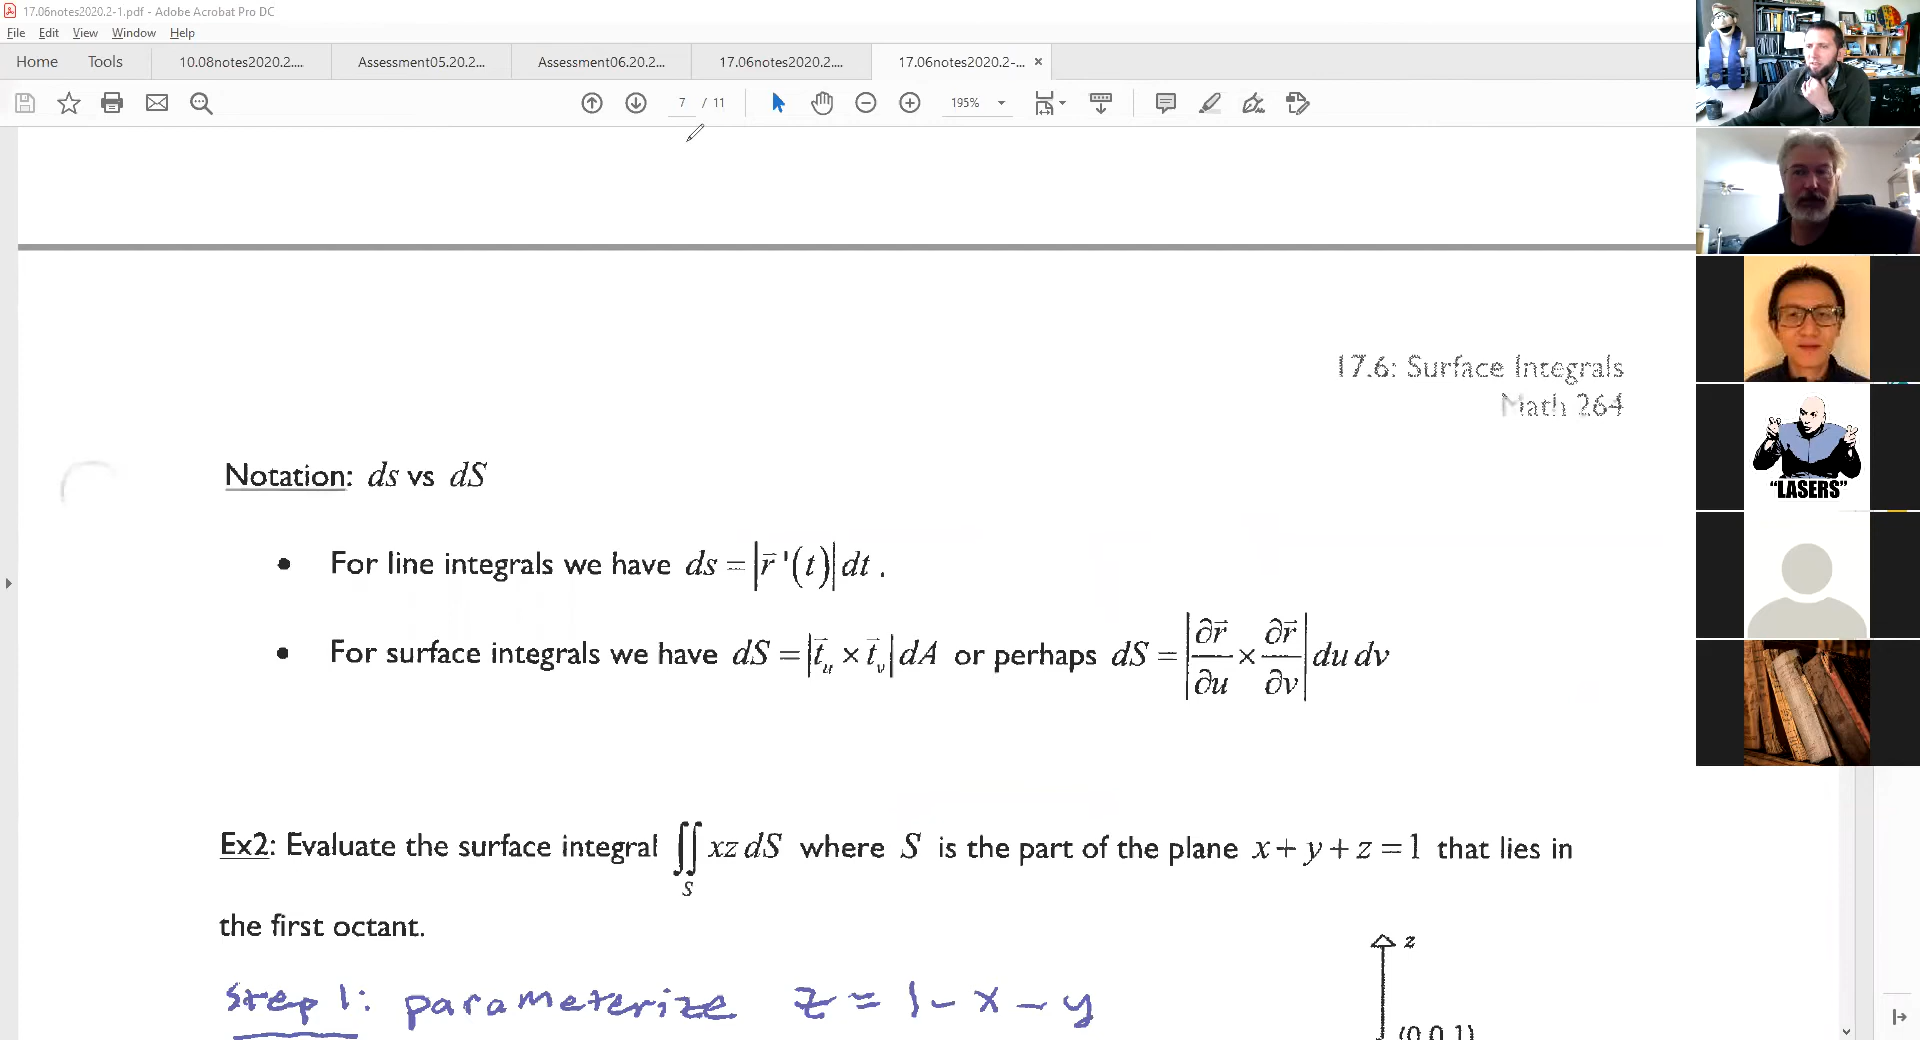 17.06notes2020.2-1.pdf - Adobe Acrobat Pro DC
File Edit View Window Help
Home Tools 10.08notes2020.2.... Assessment05.20.2... Assessment06.20.2... 17.06notes2020.2.... 17.06notes2020.2-... ×
7 / 11 195%
17.6: Surface Integrals
Math 264
Notation: ds vs dS
• For line integrals we have ds = |r̄ '(t)| dt .
• For surface integrals we have dS = |t̄ᵤ × t̄ᵥ| dA or perhaps dS = |∂r̄/∂u × ∂r̄/∂v| du dv
Ex2: Evaluate the surface integral ∬_S xz dS where S is the part of the plane x + y + z = 1 that lies in
the first octant.
z
Step 1: parameterize z = 1 - x - y
(0,0,1)
"LASERS"